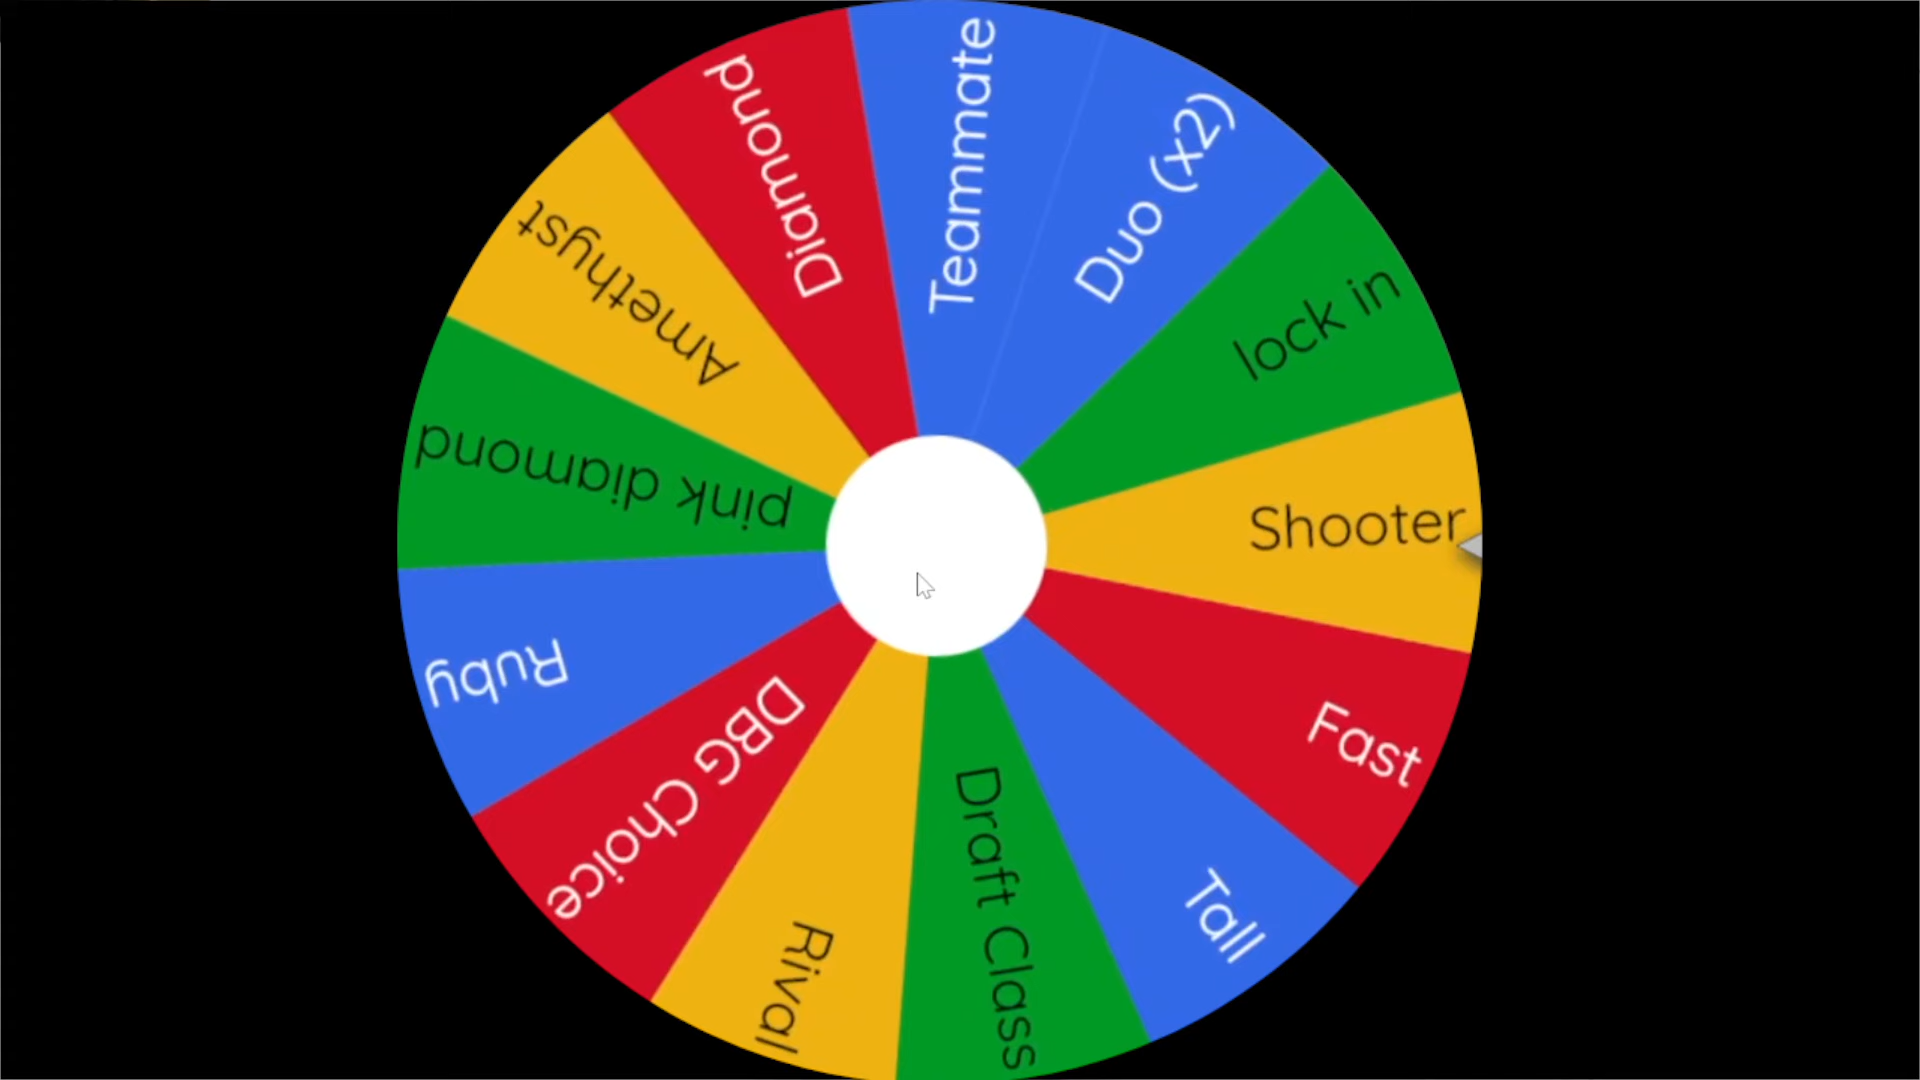 Teammate
Duo (x2)
lock in
Shooter
Fast
Tall
Draft Class
Rival
DBG Choice
Ruby
pink diamond
Amethyst
Diamond